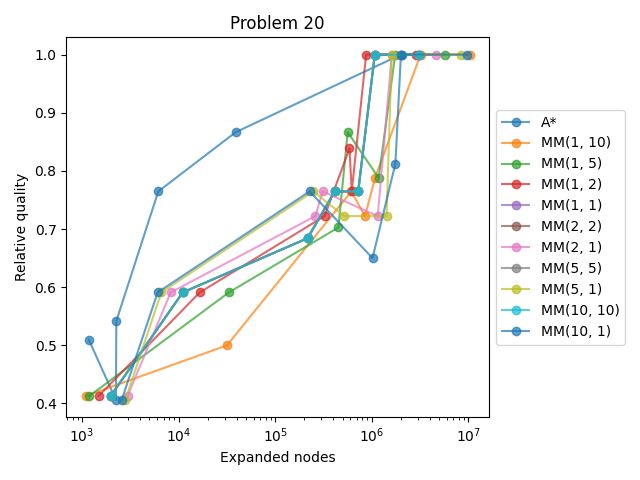 Problem 20
Relative quality
1.0
0.9
0.8
0.7
0.6
0.5
0.4
10³
10⁴
10⁵
10⁶
10⁷
Expanded nodes
A*
MM(1, 10)
MM(1, 5)
MM(1, 2)
MM(1, 1)
MM(2, 2)
MM(2, 1)
MM(5, 5)
MM(5, 1)
MM(10, 10)
MM(10, 1)